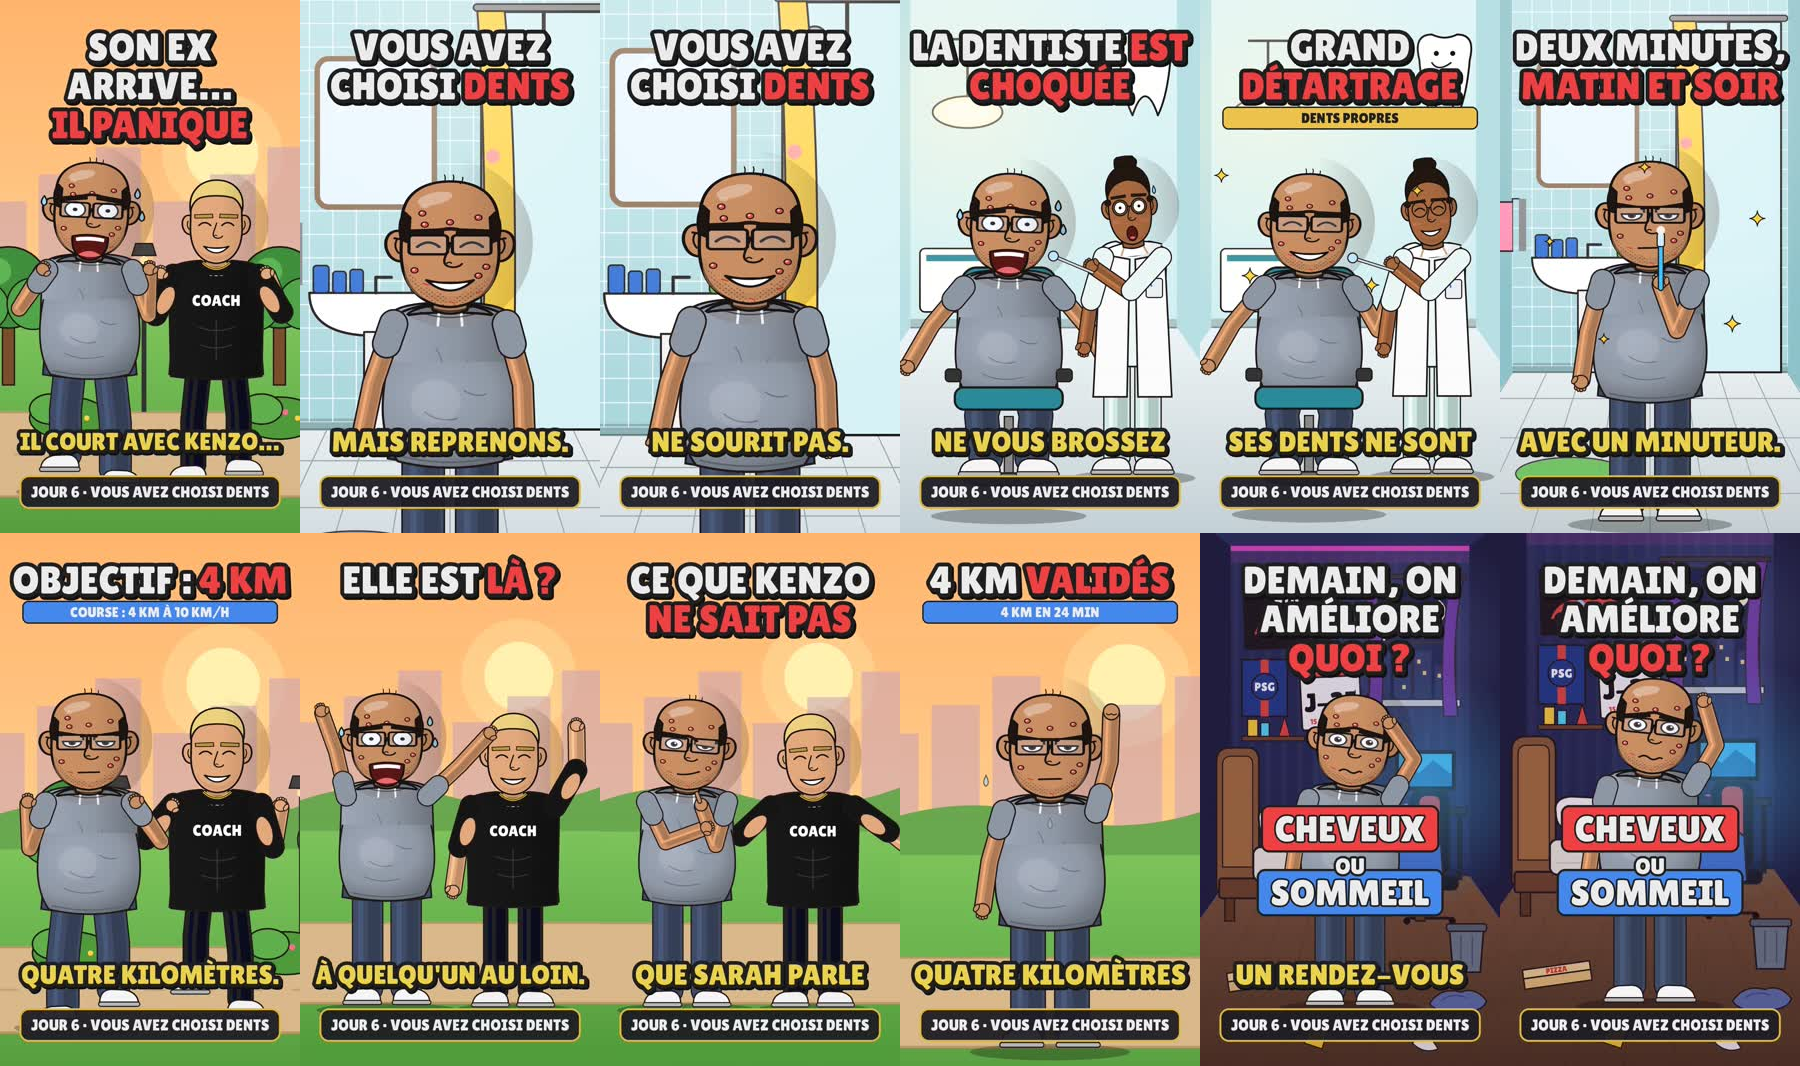 SON EX
ARRIVE...
IL PANIQUE
COACH
IL COURT AVEC KENZO...
JOUR 6 · VOUS AVEZ CHOISI DENTS
VOUS AVEZ
CHOISI DENTS
MAIS REPRENONS.
JOUR 6 · VOUS AVEZ CHOISI DENTS
VOUS AVEZ
CHOISI DENTS
NE SOURIT PAS.
JOUR 6 · VOUS AVEZ CHOISI DENTS
LA DENTISTE EST
CHOQUÉE
NE VOUS BROSSEZ
JOUR 6 · VOUS AVEZ CHOISI DENTS
GRAND
DÉTARTRAGE
DENTS PROPRES
SES DENTS NE SONT
JOUR 6 · VOUS AVEZ CHOISI DENTS
DEUX MINUTES,
MATIN ET SOIR
AVEC UN MINUTEUR.
JOUR 6 · VOUS AVEZ CHOISI DENTS
OBJECTIF : 4 KM
COURSE : 4 KM À 10 KM/H
COACH
QUATRE KILOMÈTRES.
JOUR 6 · VOUS AVEZ CHOISI DENTS
ELLE EST LÀ ?
COACH
À QUELQU'UN AU LOIN.
JOUR 6 · VOUS AVEZ CHOISI DENTS
CE QUE KENZO
NE SAIT PAS
COACH
QUE SARAH PARLE
JOUR 6 · VOUS AVEZ CHOISI DENTS
4 KM VALIDÉS
4 KM EN 24 MIN
QUATRE KILOMÈTRES
JOUR 6 · VOUS AVEZ CHOISI DENTS
DEMAIN, ON
AMÉLIORE
QUOI ?
PSG
CHEVEUX
OU
SOMMEIL
UN RENDEZ-VOUS
JOUR 6 · VOUS AVEZ CHOISI DENTS
DEMAIN, ON
AMÉLIORE
QUOI ?
PSG
CHEVEUX
OU
SOMMEIL
PIZZA
JOUR 6 · VOUS AVEZ CHOISI DENTS